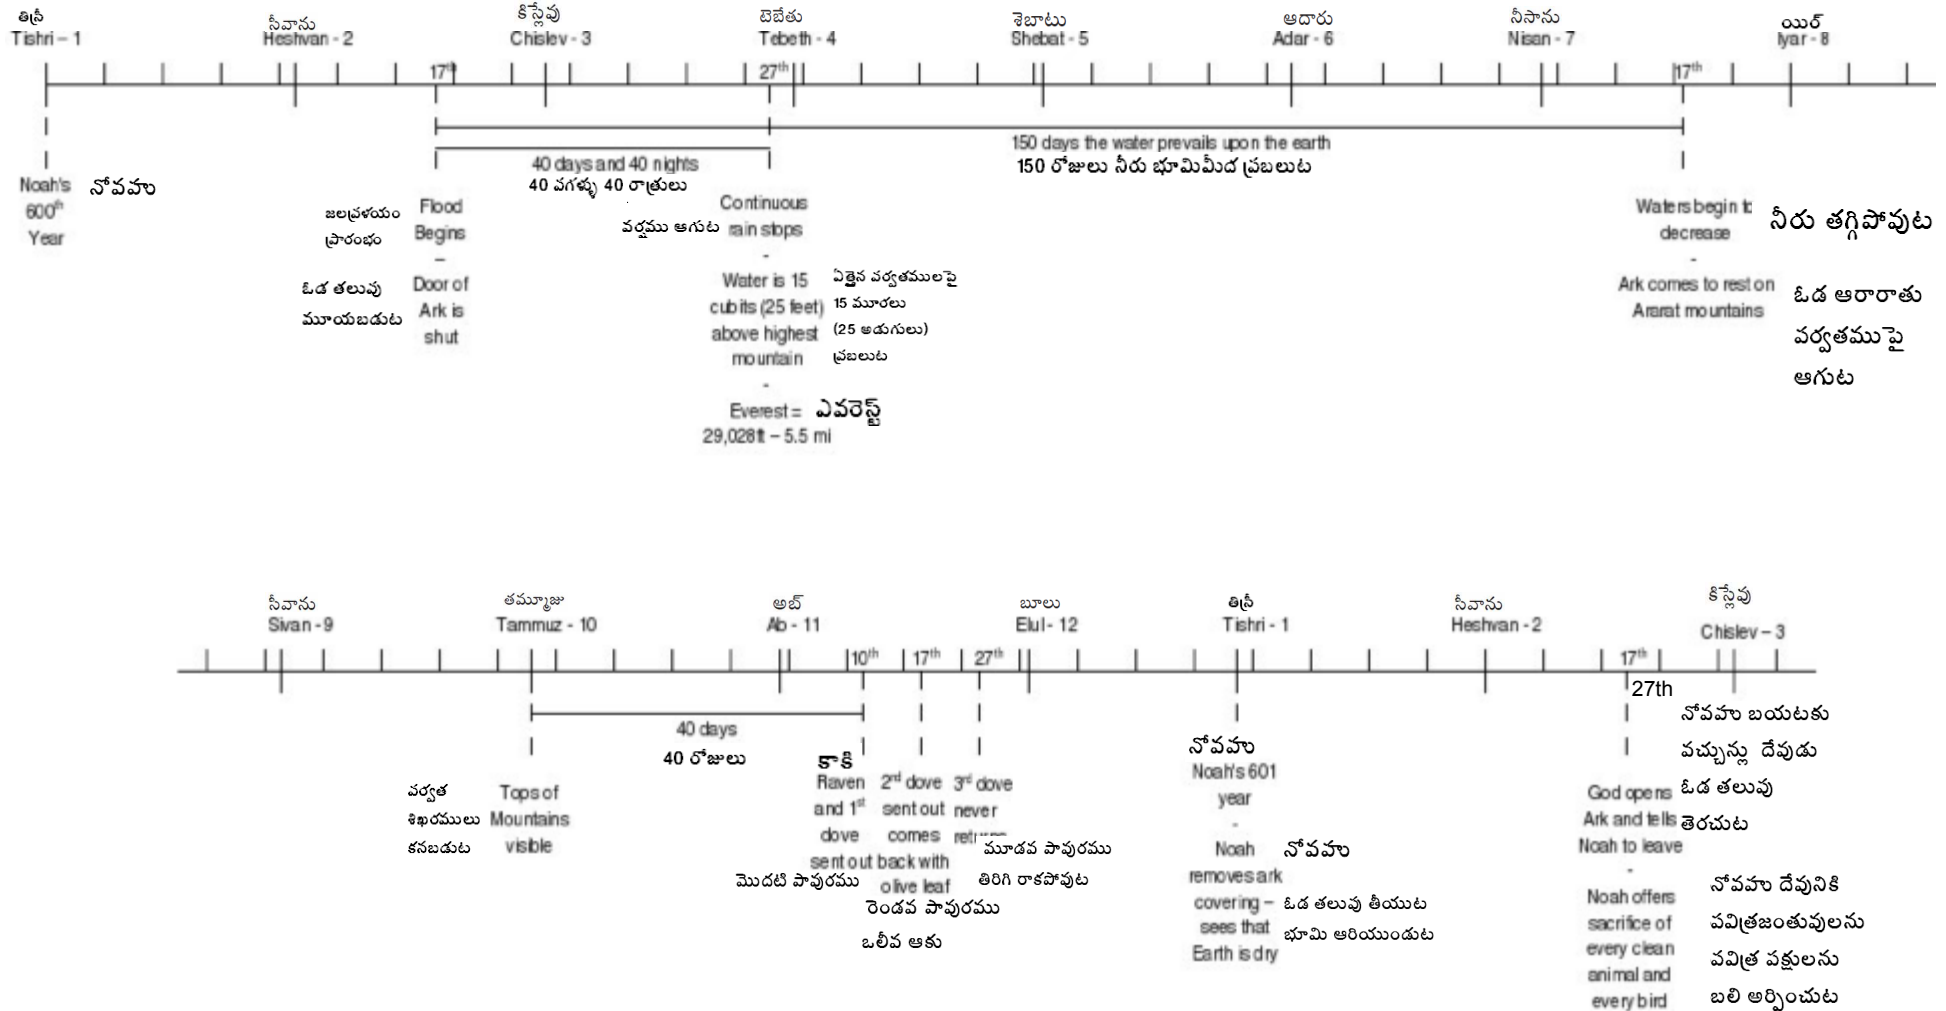 తిస్రీ సీవాను కిస్లేవు టెబేతు శెబాటు ఆదారు నీసాను యిర్
Tishri – 1 Heshvan - 2 Chislev - 3 Tebeth - 4 Shebat - 5 Adar - 6 Nisan - 7 Iyar - 8
17th 27th 17th
150 days the water prevails upon the earth
150 రోజులు నీరు భూమిమీద ప్రబలుట
40 days and 40 nights
40 పగళ్ళు 40 రాత్రులు
Noah's
600th
Year
నోవహు
జలప్రళయం
ప్రారంభం
Flood
Begins
–
ఓడ తలుపు
మూయబడుట
Door of
Ark is
shut
వర్షము ఆగుట
Continuous
rain stops
-
Water is 15
cubits (25 feet)
above highest
mountain
-
ఏత్తైన పర్వతములపై
15 మూరలు
(25 అడుగులు)
ప్రబలుట
Everest = ఎవరెస్ట్
29,028ft – 5.5 mi
Waters begin to
decrease
-
నీరు తగ్గిపోవుట
Ark comes to rest on
Ararat mountains
ఓడ ఆరారాతు
పర్వతముపై
ఆగుట
సీవాను తమ్మూజు అబ్ బూలు తిస్రీ సీవాను కిస్లేవు
Sivan - 9 Tammuz - 10 Ab - 11 Elul - 12 Tishri - 1 Heshvan - 2 Chislev – 3
10th 17th 27th 17th
27th
40 days
40 రోజులు
పర్వత
శిఖరములు
కనబడుట
Tops of
Mountains
visible
కాకి
Raven
and 1st
dove
sent out
మొదటి పావురము
2nd dove
sent out
comes
back with
olive leaf
రెండవ పావురము
ఒలీవ ఆకు
3rd dove
never
మూడవ పావురము
తిరిగి రాకపోవుట
నోవహు
Noah's 601
year
-
Noah
removes ark
covering –
sees that
Earth is dry
నోవహు
ఓడ తలుపు తీయుట
భూమి ఆరియుండుట
God opens
Ark and tells
Noah to leave
-
నోవహు బయటకు
వచ్చున్లు దేవుడు
ఓడ తలుపు
తెరచుట
Noah offers
sacrifice of
every clean
animal and
every bird
నోవహు దేవునికి
పవిత్రజంతువులను
పవిత్ర పక్షులను
బలి అర్పించుట